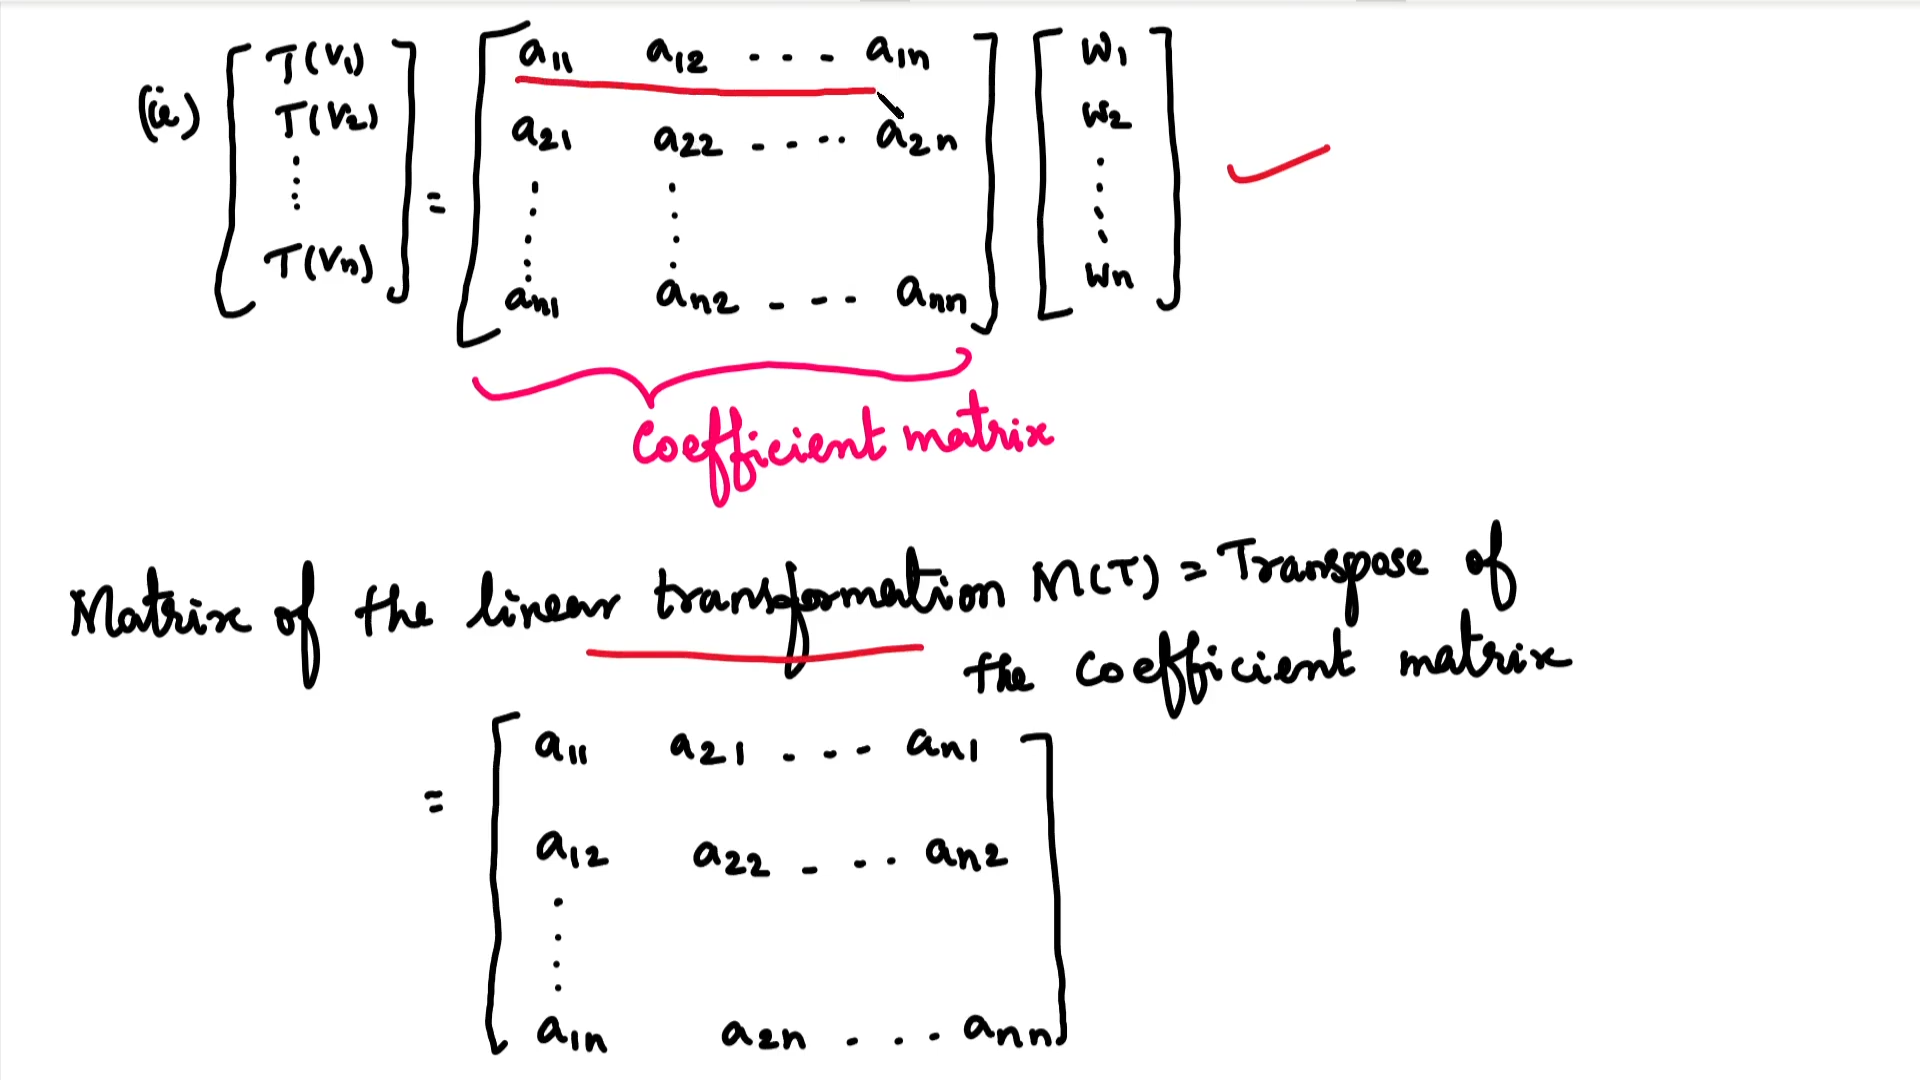 (ie) [ T(v₁) T(v₂) ⋮ T(vₙ) ] = [ a₁₁ a₁₂ - - - a₁ₙ
a₂₁ a₂₂ - - - - a₂ₙ
⋮ ⋮
aₙ₁ aₙ₂ - - - aₙₙ ] [ w₁ w₂ ⋮ wₙ ] ✓
Coefficient matrix
Matrix of the linear transformation M(T) = Transpose of
the coefficient matrix
= [ a₁₁ a₂₁ - - - aₙ₁
a₁₂ a₂₂ - - - aₙ₂
⋮
a₁ₙ a₂ₙ . . . aₙₙ ]